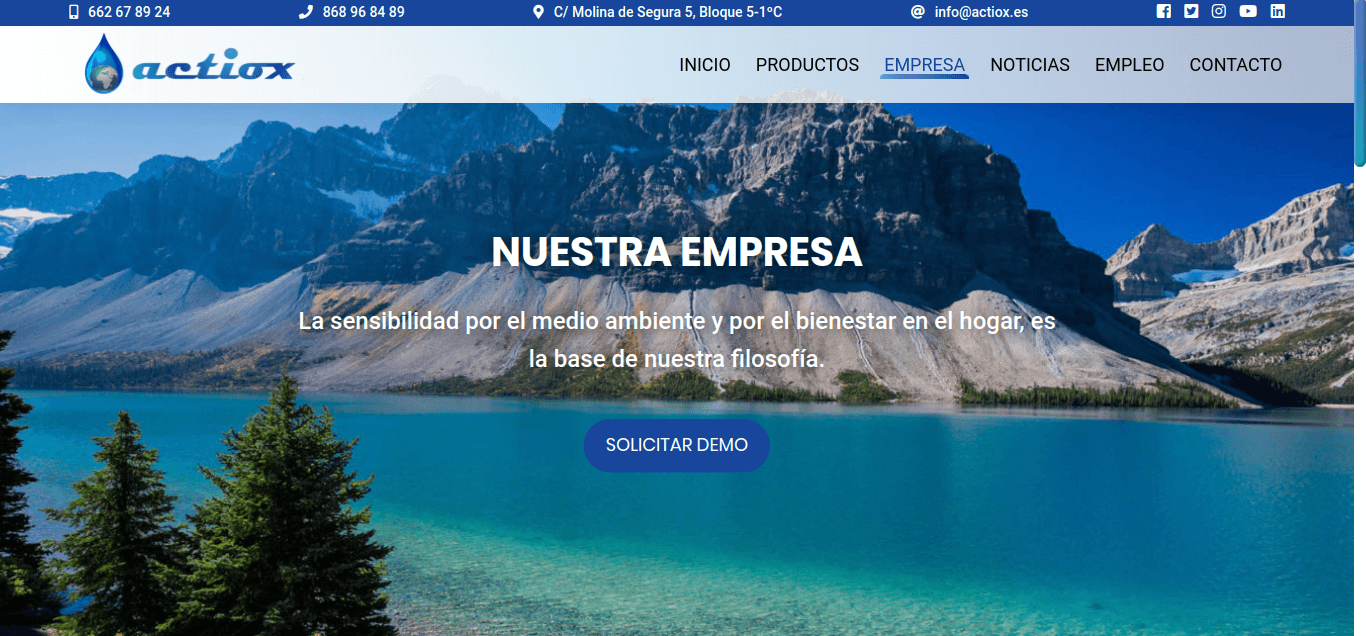 662 67 89 24
868 96 84 89
C/ Molina de Segura 5, Bloque 5-1ºC
info@actiox.es
actiox
INICIO PRODUCTOS EMPRESA NOTICIAS EMPLEO CONTACTO
NUESTRA EMPRESA
La sensibilidad por el medio ambiente y por el bienestar en el hogar, es
la base de nuestra filosofía.
SOLICITAR DEMO